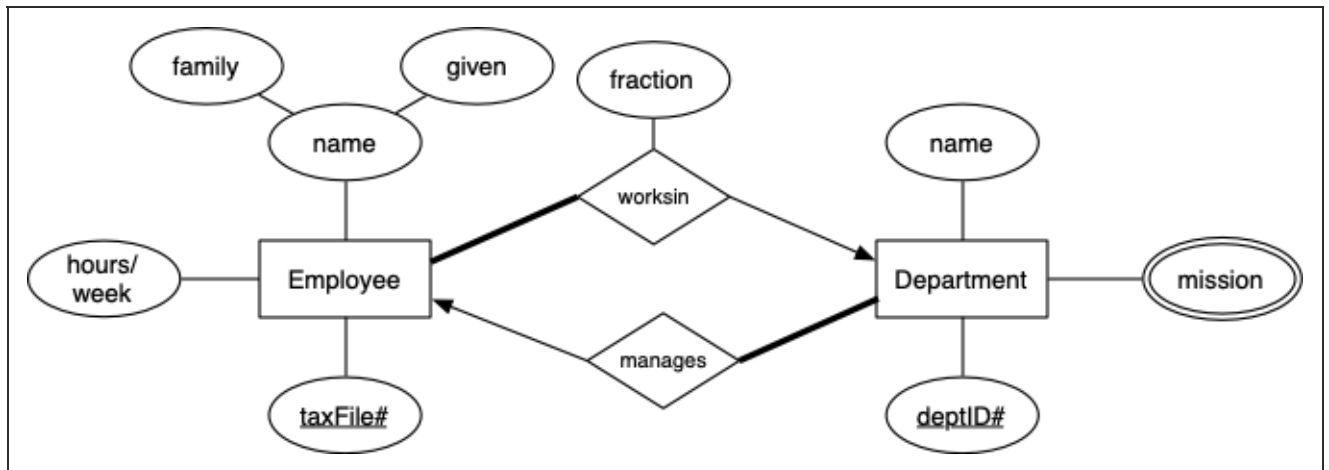 family
given
fraction
name
name
worksin
hours/
week
Employee
Department
mission
manages
taxFile#
deptID#